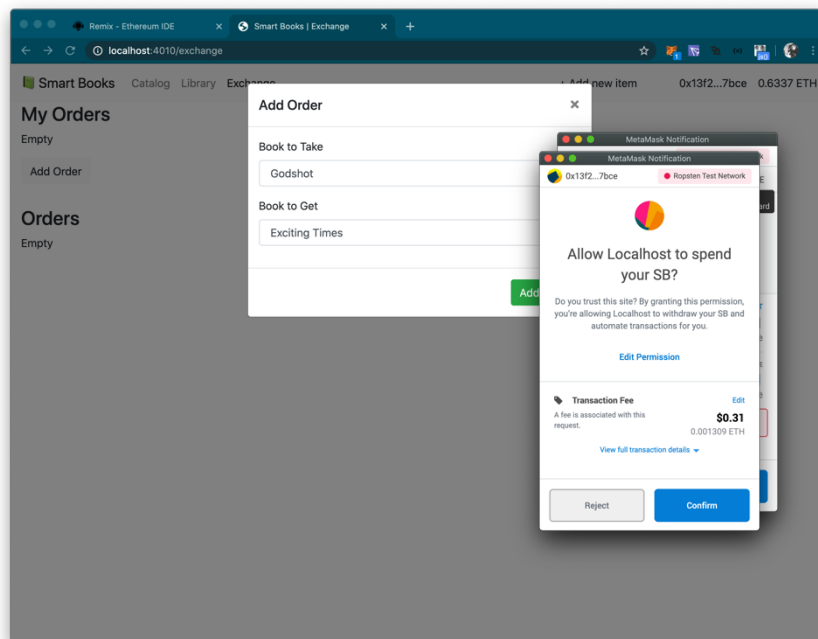 Remix - Ethereum IDE
Smart Books | Exchange
localhost:4010/exchange
Smart Books
Catalog
Library
Exchange
Add new item
0x13f2...7bce
0.6337 ETH
My Orders
Empty
Add Order
Orders
Empty
Add Order
Book to Take
Godshot
Book to Get
Exciting Times
Add
MetaMask Notification
MetaMask Notification
0x13f2...7bce
Ropsten Test Network
Allow Localhost to spend
your SB?
Do you trust this site? By granting this permission,
you're allowing Localhost to withdraw your SB and
automate transactions for you.
Edit Permission
Transaction Fee
Edit
A fee is associated with this
request.
$0.31
0.001309 ETH
View full transaction details
Reject
Confirm